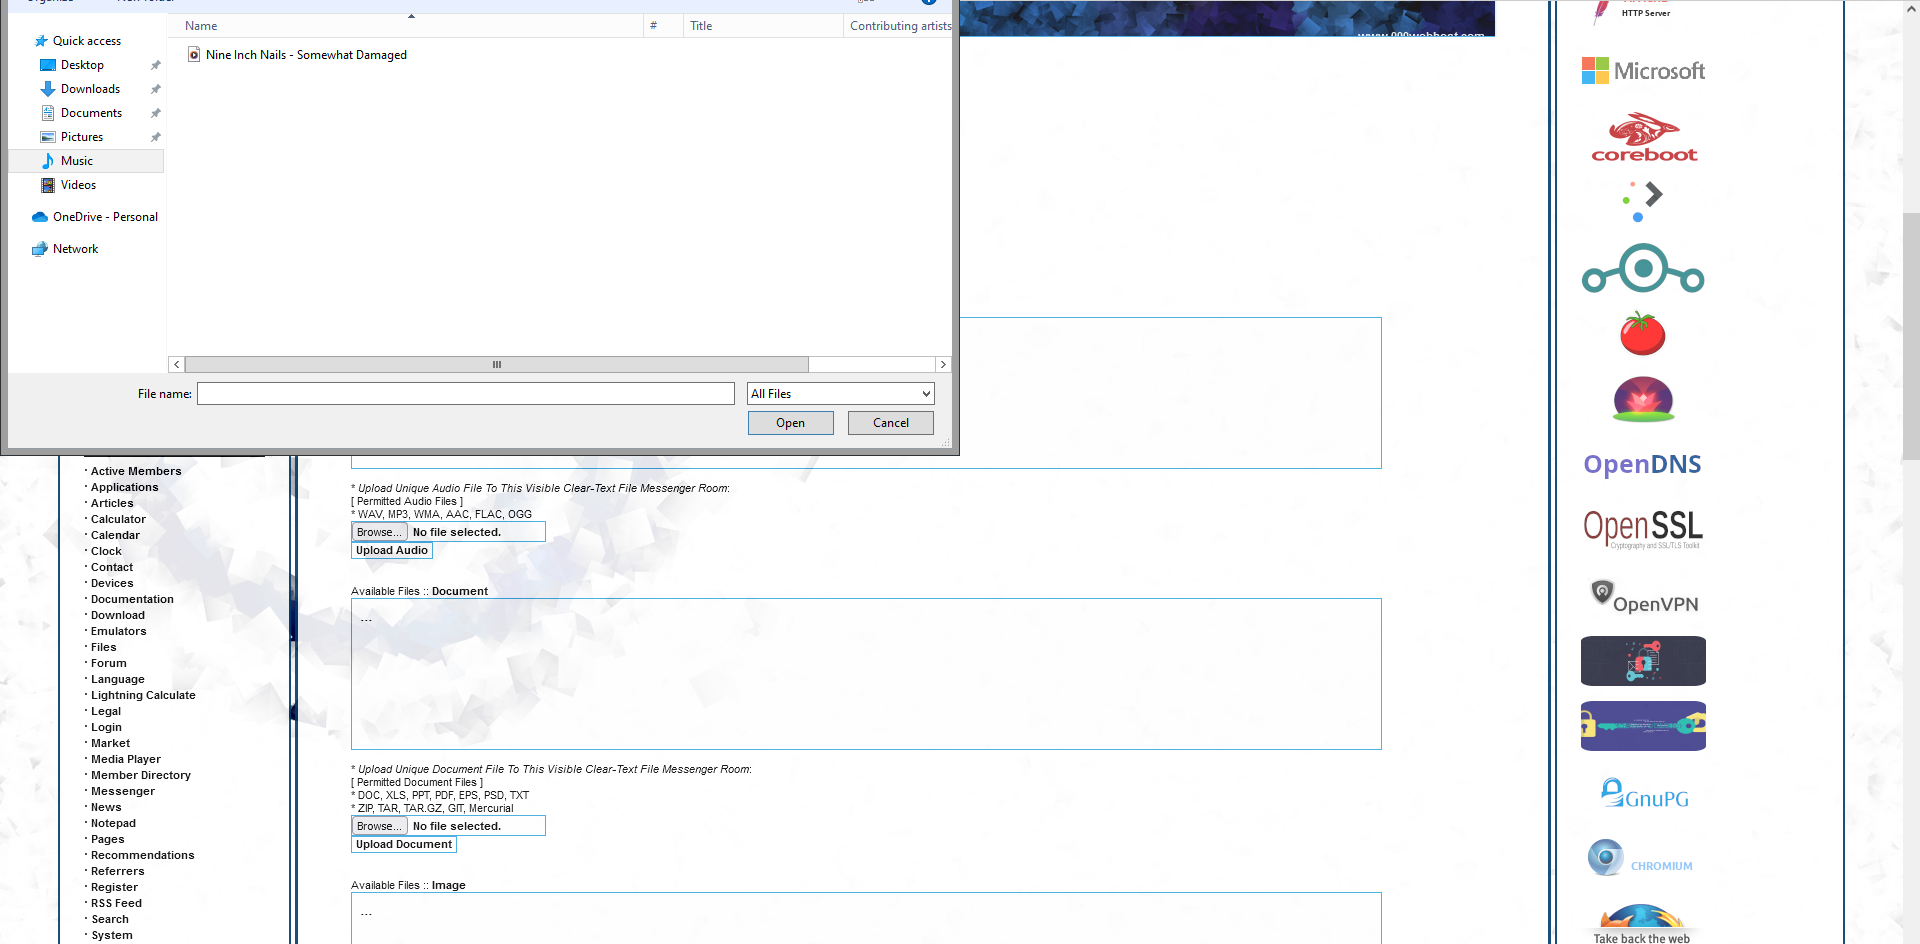 Name
#
Title
Contributing artists
Nine Inch Nails - Somewhat Damaged
Quick access
Desktop
Downloads
Documents
Pictures
Music
Videos
OneDrive - Personal
Network
File name:
All Files
Open
Cancel
· Active Members
· Applications
· Articles
· Calculator
· Calendar
· Clock
· Contact
· Devices
· Documentation
· Download
· Emulators
· Files
· Forum
· Language
· Lightning Calculate
· Legal
· Login
· Market
· Media Player
· Member Directory
· Messenger
· News
· Notepad
· Pages
· Recommendations
· Referrers
· Register
· RSS Feed
· Search
· System
www.000webhost.com
* Upload Unique Audio File To This Visible Clear-Text File Messenger Room:
[ Permitted Audio Files ]
* WAV, MP3, WMA, AAC, FLAC, OGG
Browse... No file selected.
Upload Audio
Available Files :: Document
...
* Upload Unique Document File To This Visible Clear-Text File Messenger Room:
[ Permitted Document Files ]
* DOC, XLS, PPT, PDF, EPS, PSD, TXT
* ZIP, TAR, TAR.GZ, GIT, Mercurial
Browse... No file selected.
Upload Document
Available Files :: Image
...
HTTP Server
Microsoft
coreboot
OpenDNS
OpenSSL
Cryptography and SSL/TLS Toolkit
OpenVPN
GnuPG
CHROMIUM
Take back the web